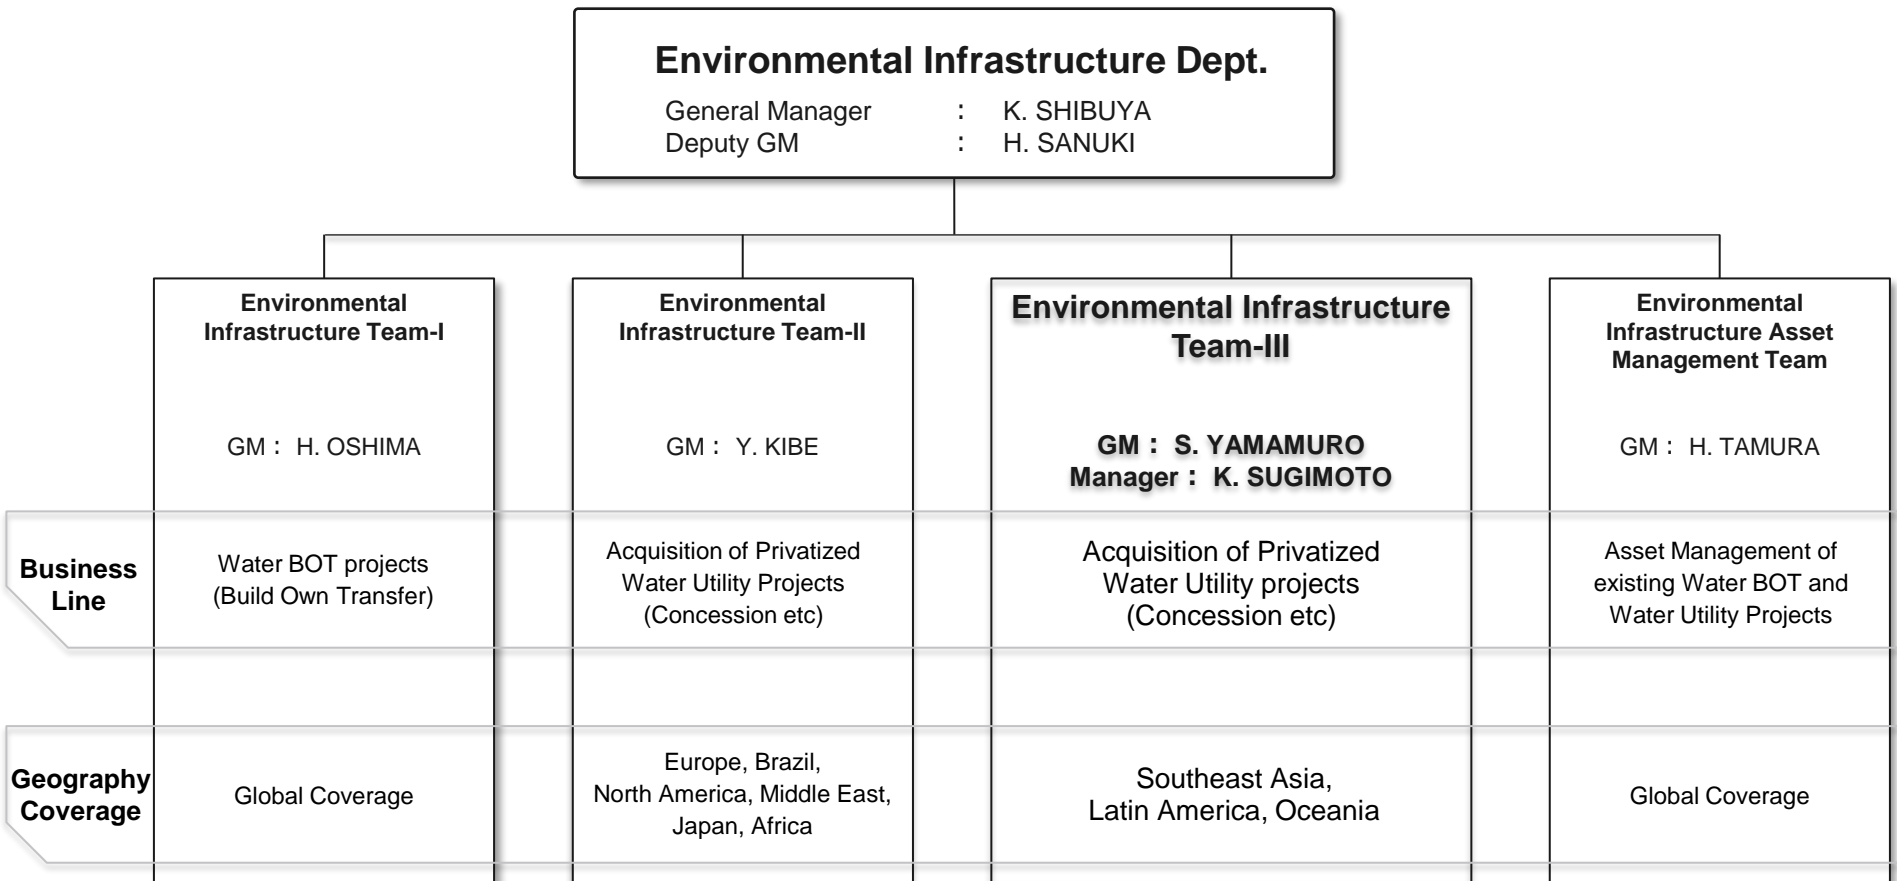 Environmental Infrastructure Dept.
General Manager : K. SHIBUYA
Deputy GM : H. SANUKI
Environmental
Infrastructure Team-I
GM : H. OSHIMA
Environmental
Infrastructure Team-II
GM : Y. KIBE
Environmental Infrastructure
Team-III
GM : S. YAMAMURO
Manager : K. SUGIMOTO
Environmental
Infrastructure Asset
Management Team
GM : H. TAMURA
Business
Line
Water BOT projects
(Build Own Transfer)
Acquisition of Privatized
Water Utility Projects
(Concession etc)
Acquisition of Privatized
Water Utility projects
(Concession etc)
Asset Management of
existing Water BOT and
Water Utility Projects
Geography
Coverage
Global Coverage
Europe, Brazil,
North America, Middle East,
Japan, Africa
Southeast Asia,
Latin America, Oceania
Global Coverage